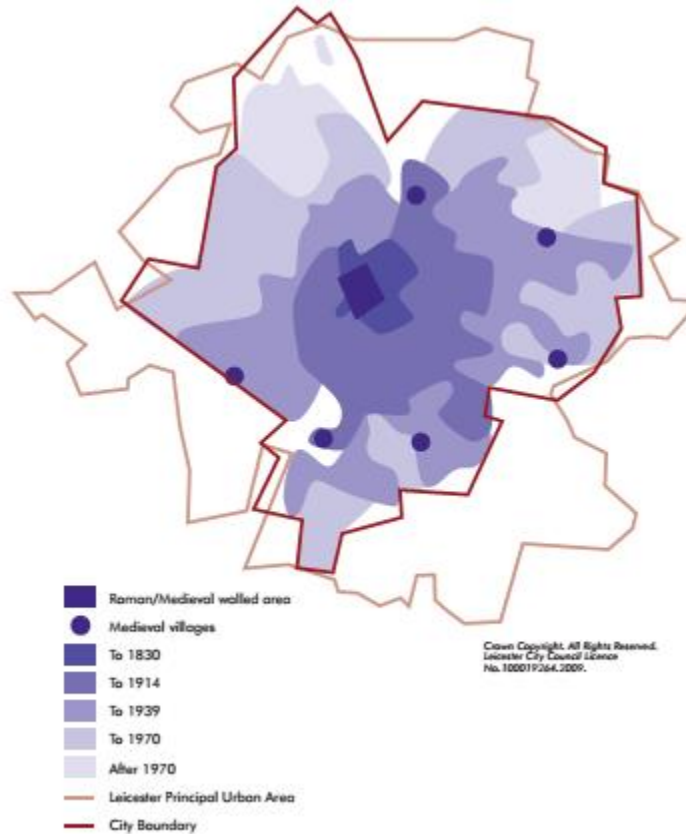 Roman/Medieval walled area
Medieval villages
To 1830
To 1914
To 1939
To 1970
After 1970
Leicester Principal Urban Area
City Boundary
Crown Copyright. All Rights Reserved.
Leicester City Council Licence
No.100019264.2009.